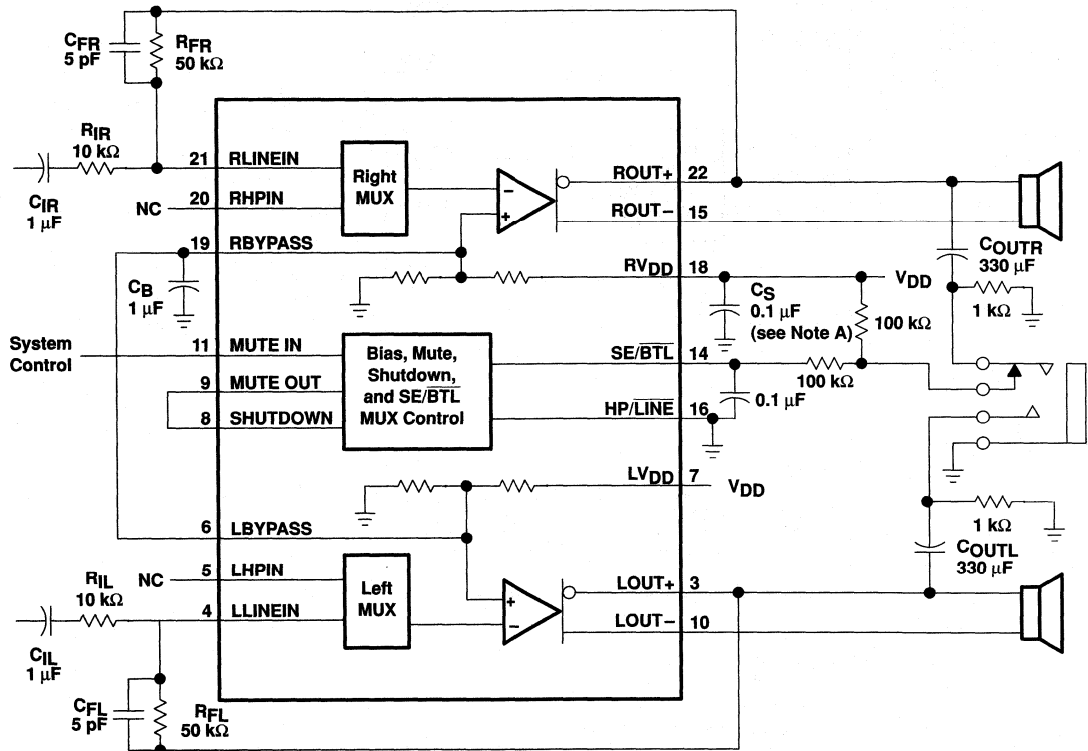 CFR
5 pF
RFR
50 kΩ
RIR
10 kΩ
CIR
1 μF
21 RLINEIN
NC 20 RHPIN
Right
MUX
ROUT+ 22
ROUT− 15
19 RBYPASS
CB
1 μF
RVDD 18
VDD
CS
0.1 μF
(see Note A)
100 kΩ
COUTR
330 μF
1 kΩ
System
Control
11 MUTE IN
9 MUTE OUT
8 SHUTDOWN
Bias, Mute,
Shutdown,
and SE/BTL
MUX Control
SE/BTL 14
100 kΩ
0.1 μF
HP/LINE 16
LVDD 7
VDD
6 LBYPASS
1 kΩ
COUTL
330 μF
NC 5 LHPIN
RIL
10 kΩ
4 LLINEIN
CIL
1 μF
Left
MUX
LOUT+ 3
LOUT− 10
CFL
5 pF
RFL
50 kΩ